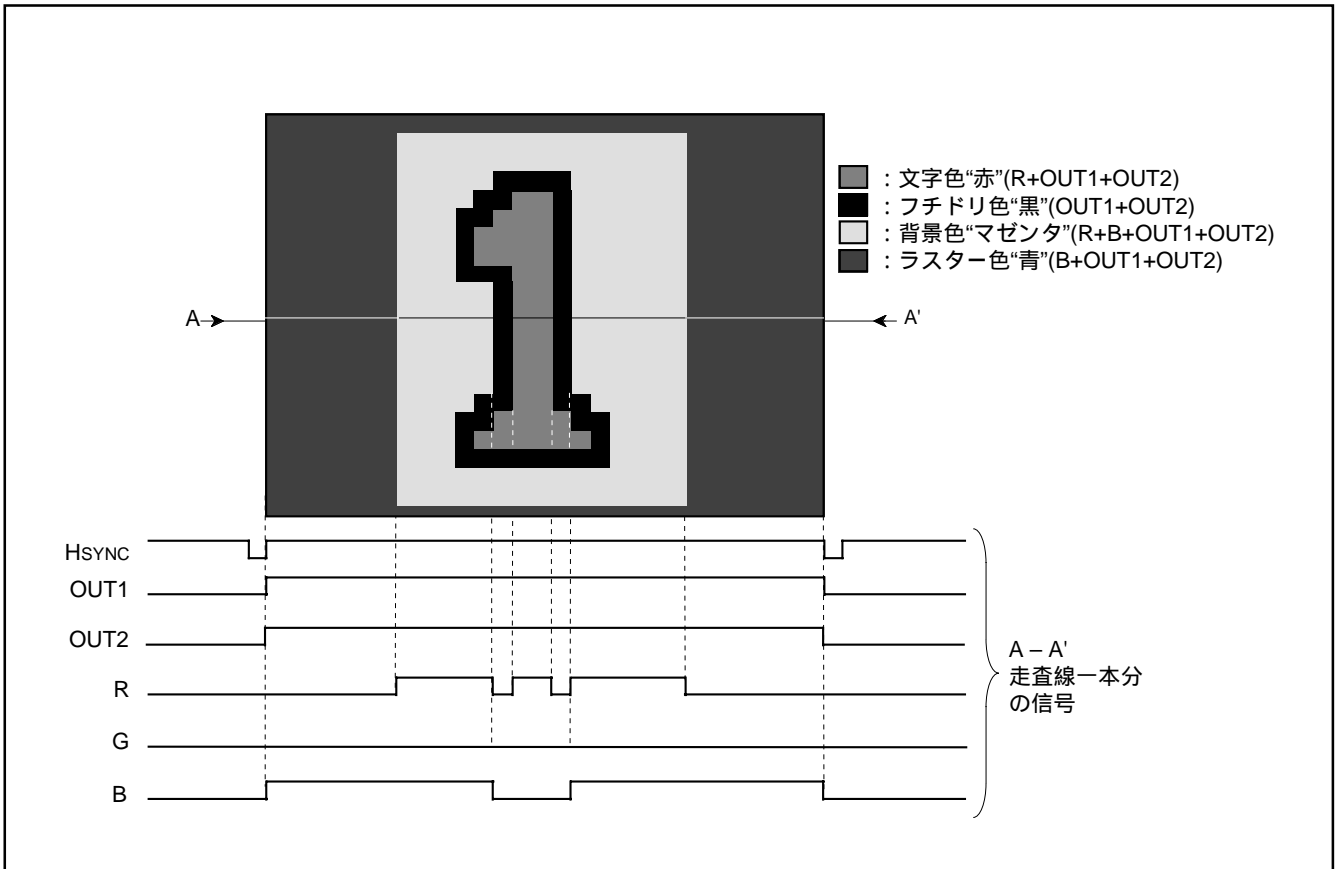 ：文字色“赤”(R+OUT1+OUT2)
：フチドリ色“黒”(OUT1+OUT2)
：背景色“マゼンタ”(R+B+OUT1+OUT2)
：ラスター色“青”(B+OUT1+OUT2)
A
A'
HSYNC
OUT1
OUT2
R
G
B
A – A'
走査線一本分
の信号